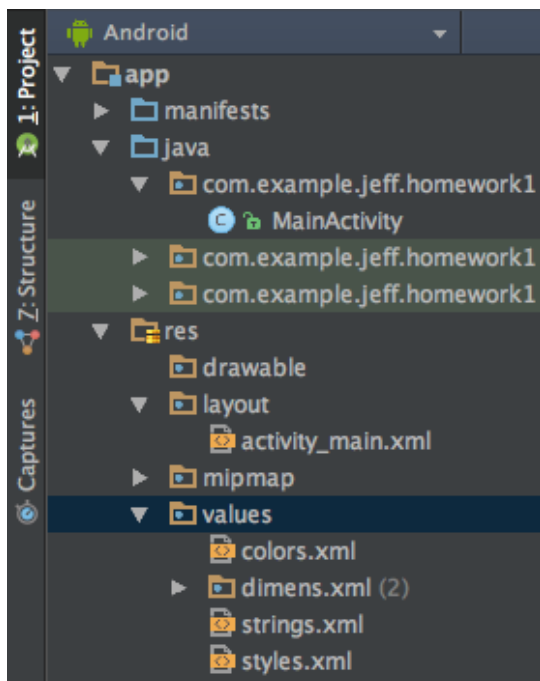 Android
app
manifests
java
com.example.jeff.homework1
MainActivity
com.example.jeff.homework1
com.example.jeff.homework1
res
drawable
layout
activity_main.xml
mipmap
values
colors.xml
dimens.xml (2)
strings.xml
styles.xml
1: Project
Z: Structure
Captures